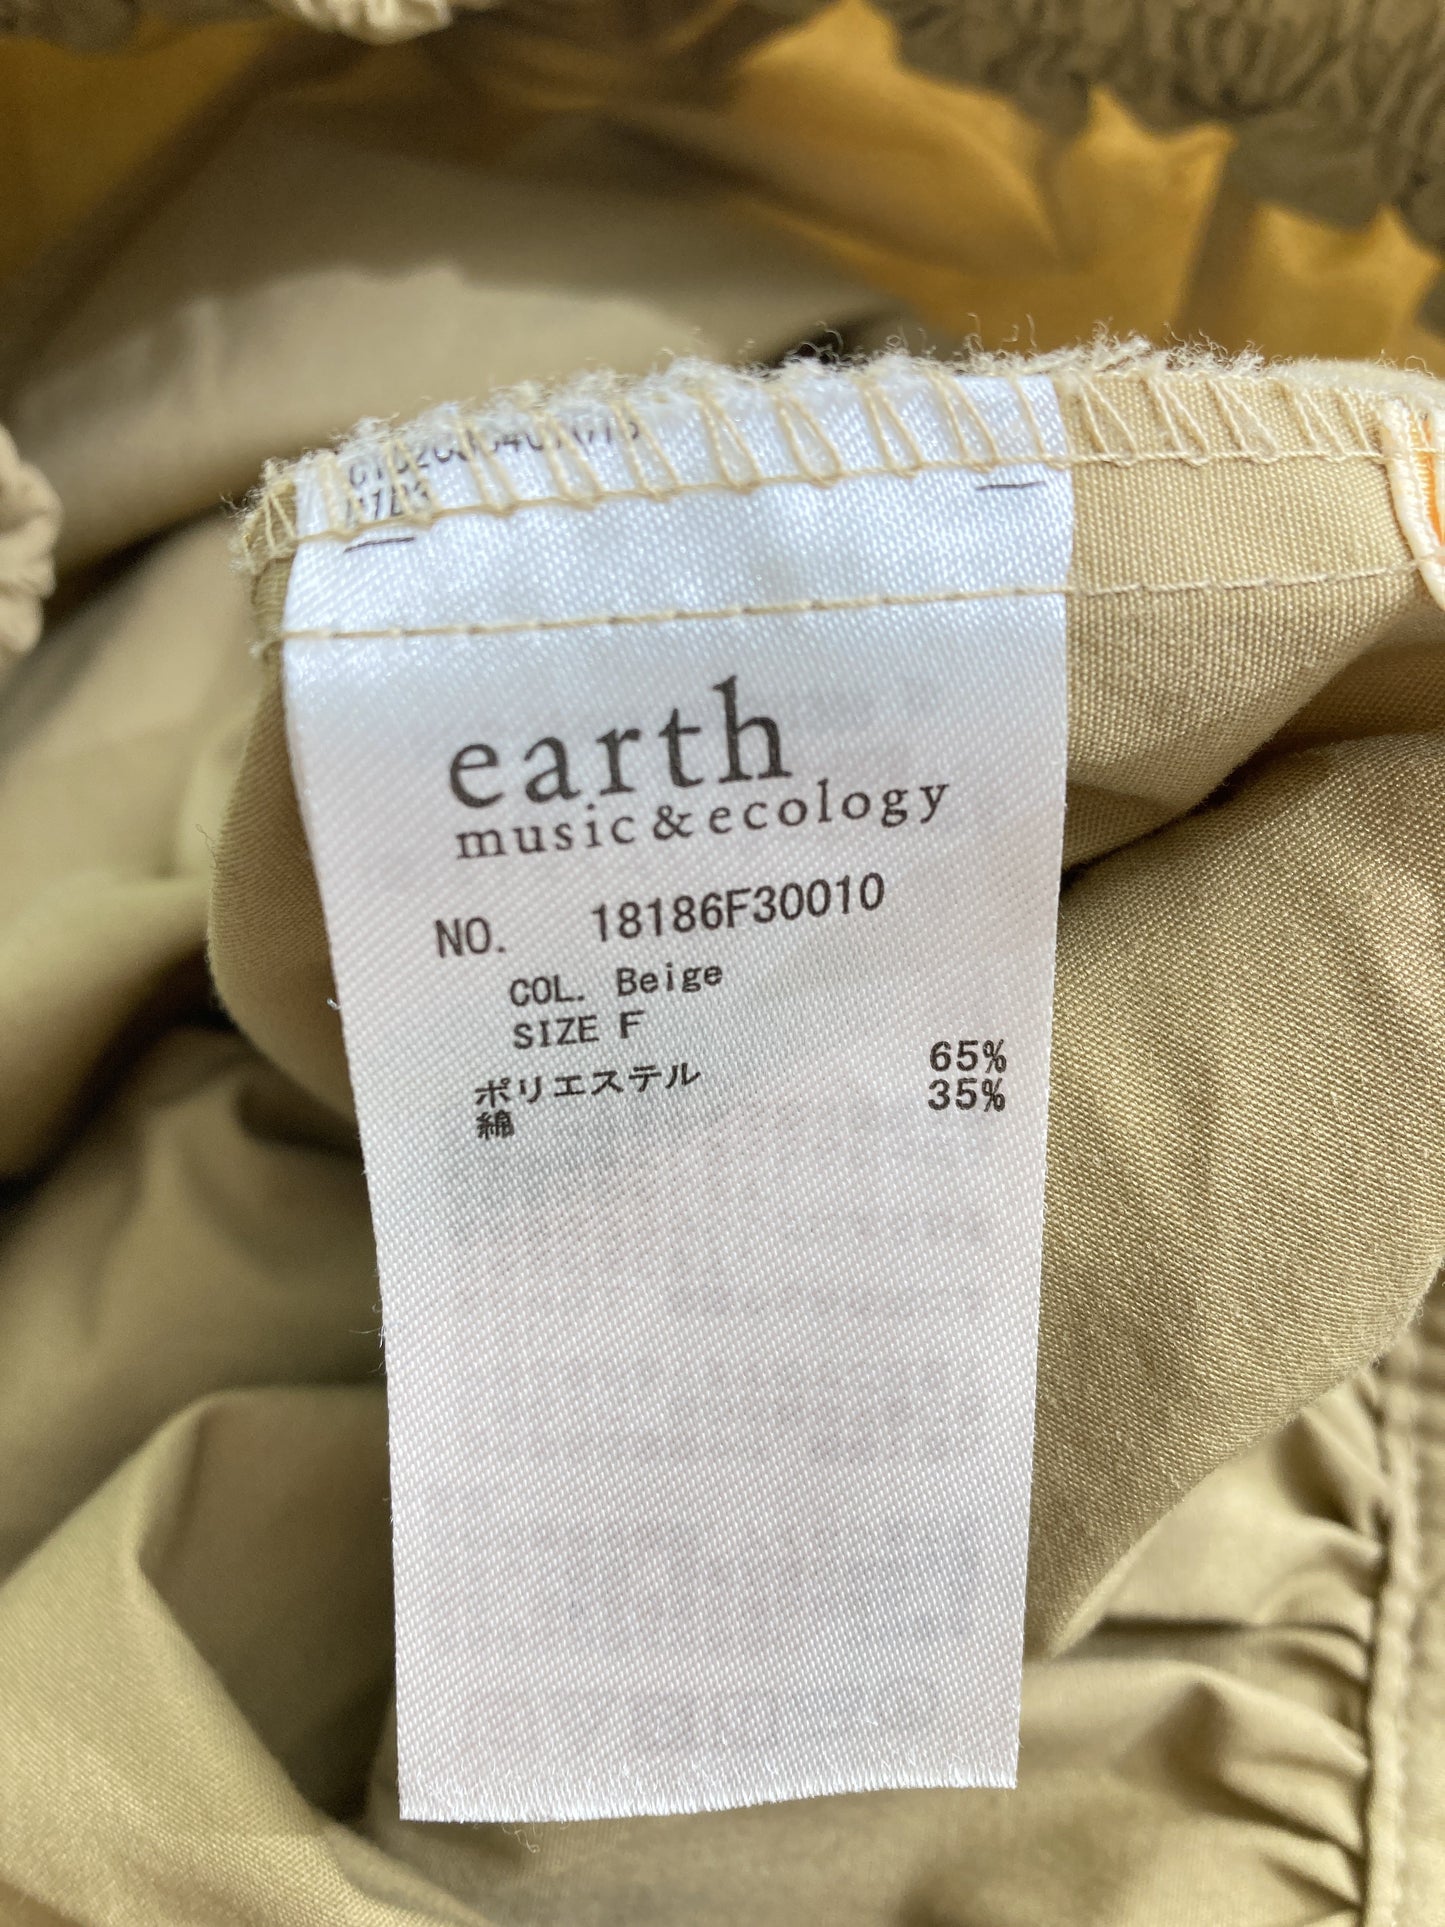 earth
music&ecology
NO. 18186F30010
COL. Beige
SIZE F
ポリエステル 65%
綿 35%